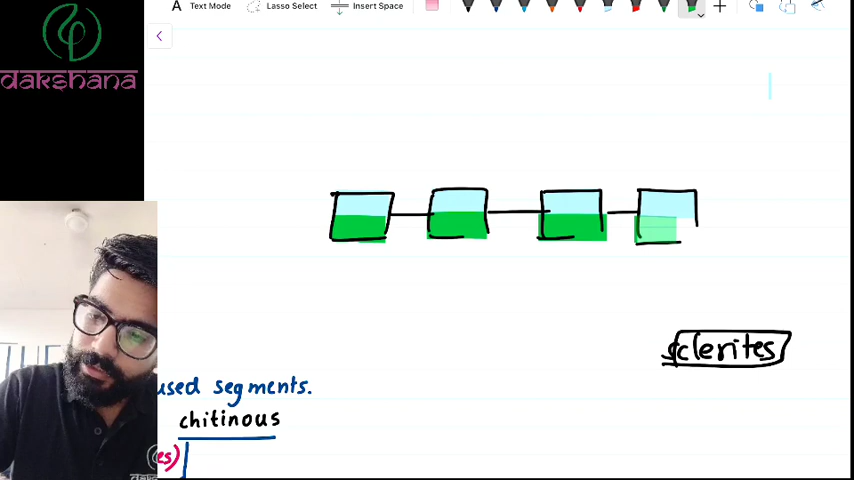 Text Mode Lasso Select Insert Space
dakshana
sclerites
used segments.
chitinous
es)